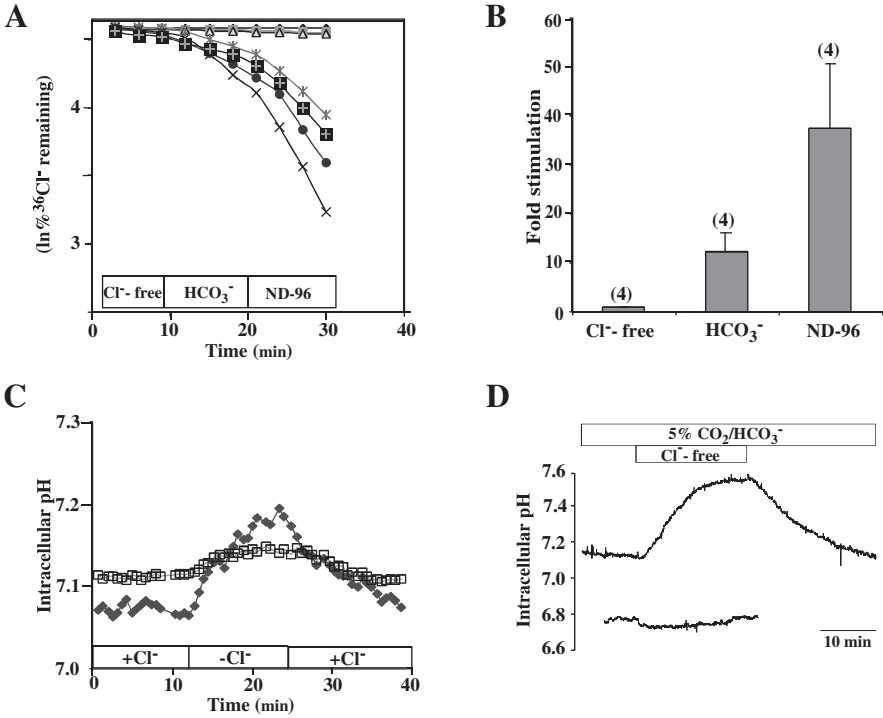 A
(ln% ³⁶Cl⁻ remaining)
4
3
Cl⁻- free
HCO₃⁻
ND-96
0
10
20
30
40
Time (min)
B
Fold stimulation
60
50
40
30
20
10
0
(4)
(4)
(4)
Cl⁻- free
HCO₃⁻
ND-96
C
Intracellular pH
7.3
7.2
7.1
7.0
+Cl⁻
-Cl⁻
+Cl⁻
0
10
20
30
40
Time (min)
D
5% CO₂/HCO₃⁻
Cl⁻- free
Intracellular pH
7.6
7.4
7.2
7.0
6.8
6.6
10 min